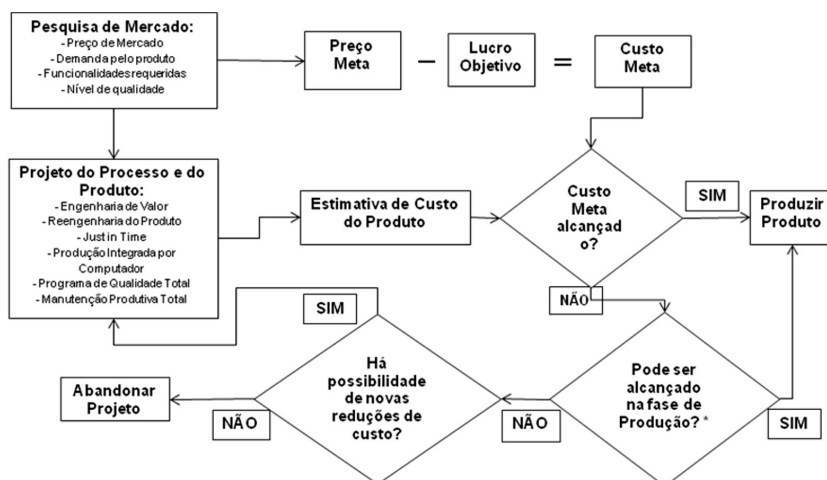 Pesquisa de Mercado:
- Preço de Mercado
- Demanda pelo produto
- Funcionalidades requeridas
- Nível de qualidade
Preço
Meta
–
Lucro
Objetivo
=
Custo
Meta
Projeto do Processo e do
Produto:
- Engenharia de Valor
- Reengenharia do Produto
- Just in Time
- Produção Integrada por
Computador
- Programa de Qualidade Total
- Manutenção Produtiva Total
Estimativa de Custo
do Produto
Custo
Meta
alcançad
o?
SIM
Produzir
Produto
NÃO
SIM
Há
possibilidade
de novas
reduções de
custo?
Pode ser
alcançado
na fase de
Produção? *
Abandonar
Projeto
NÃO
NÃO
SIM